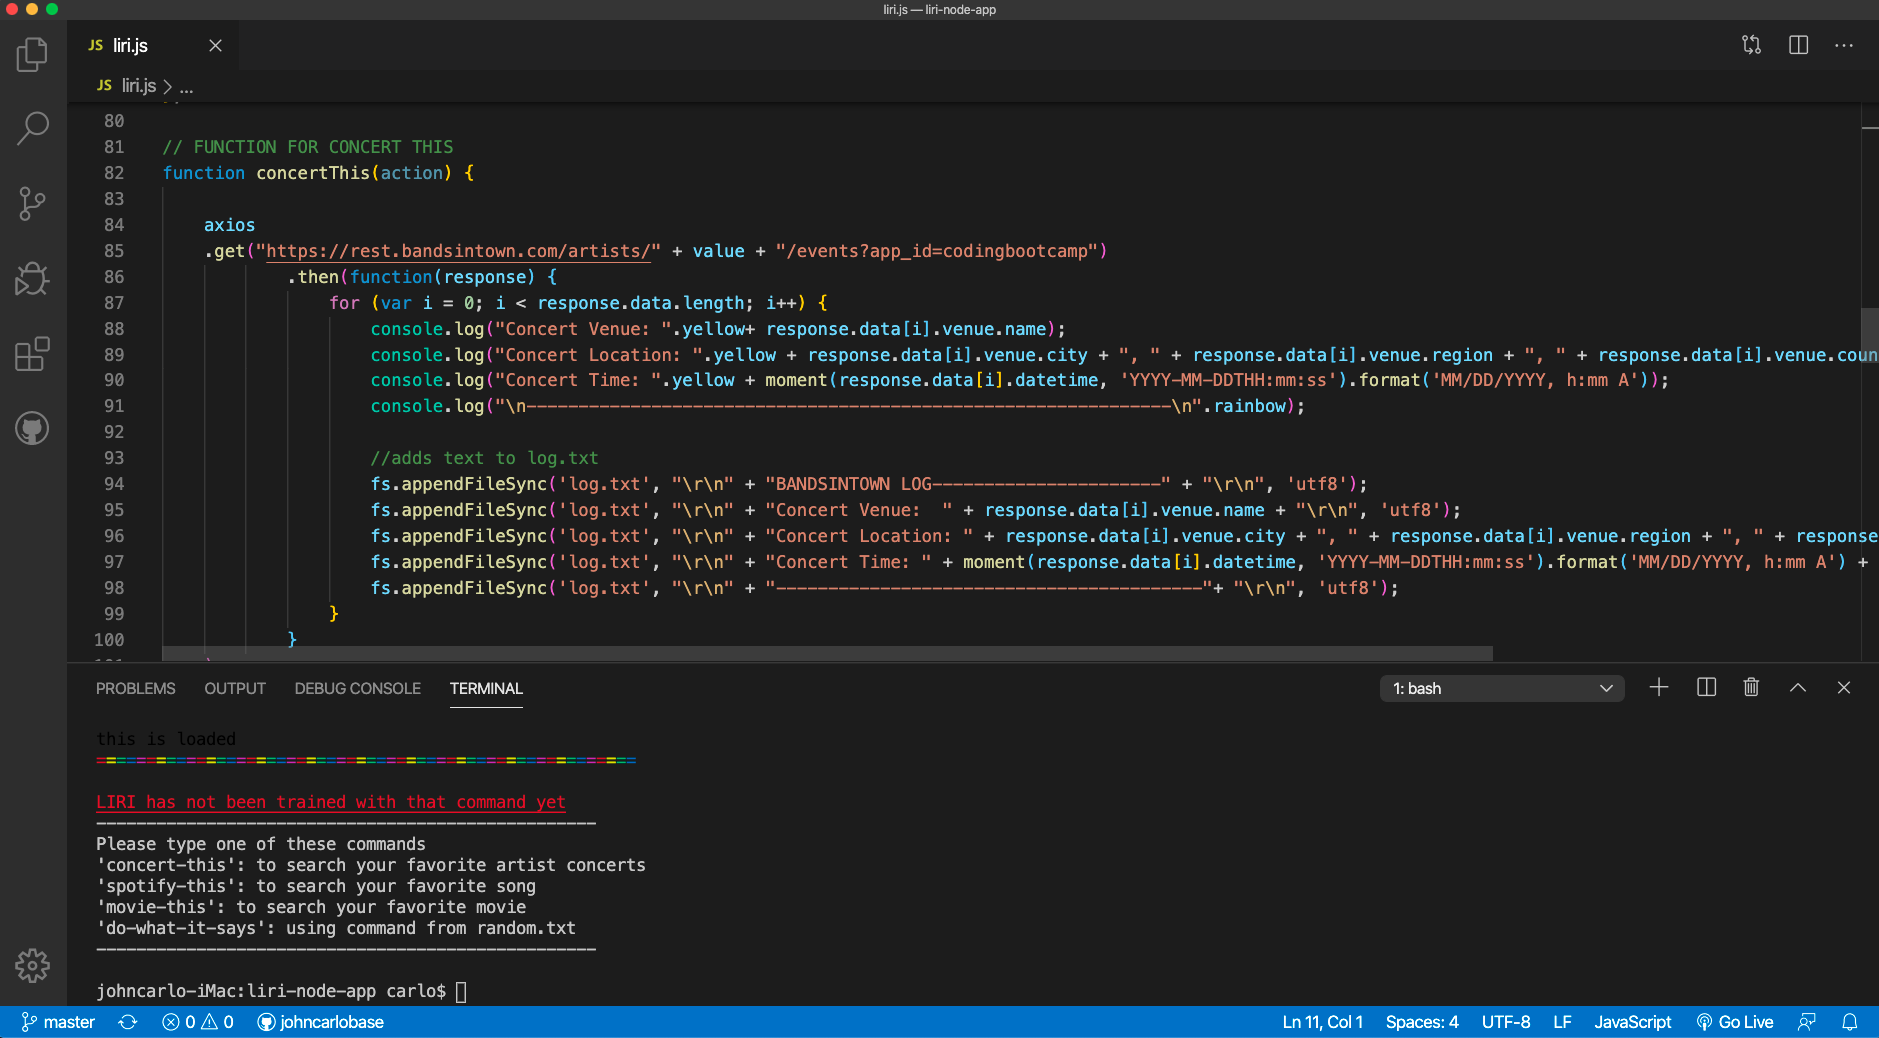 liri.js — liri-node-app
JS liri.js
JS liri.js > ...
80
81 // FUNCTION FOR CONCERT THIS
82 function concertThis(action) {
83
84 axios
85 .get("https://rest.bandsintown.com/artists/" + value + "/events?app_id=codingbootcamp")
86 .then(function(response) {
87 for (var i = 0; i < response.data.length; i++) {
88 console.log("Concert Venue: ".yellow+ response.data[i].venue.name);
89 console.log("Concert Location: ".yellow + response.data[i].venue.city + ", " + response.data[i].venue.region + ", " + response.data[i].venue.coun
90 console.log("Concert Time: ".yellow + moment(response.data[i].datetime, 'YYYY-MM-DDTHH:mm:ss').format('MM/DD/YYYY, h:mm A'));
91 console.log("\n--------------------------------------------------------------\n".rainbow);
92
93 //adds text to log.txt
94 fs.appendFileSync('log.txt', "\r\n" + "BANDSINTOWN LOG----------------------" + "\r\n", 'utf8');
95 fs.appendFileSync('log.txt', "\r\n" + "Concert Venue:  " + response.data[i].venue.name + "\r\n", 'utf8');
96 fs.appendFileSync('log.txt', "\r\n" + "Concert Location: " + response.data[i].venue.city + ", " + response.data[i].venue.region + ", " + response
97 fs.appendFileSync('log.txt', "\r\n" + "Concert Time: " + moment(response.data[i].datetime, 'YYYY-MM-DDTHH:mm:ss').format('MM/DD/YYYY, h:mm A') +
98 fs.appendFileSync('log.txt', "\r\n" + "-----------------------------------------"+ "\r\n", 'utf8');
99 }
100 }
PROBLEMS OUTPUT DEBUG CONSOLE TERMINAL 1: bash
this is loaded
======================================================
LIRI has not been trained with that command yet
--------------------------------------------------
Please type one of these commands
'concert-this': to search your favorite artist concerts
'spotify-this': to search your favorite song
'movie-this': to search your favorite movie
'do-what-it-says': using command from random.txt
--------------------------------------------------
johncarlo-iMac:liri-node-app carlo$
master 0 0 johncarlobase Ln 11, Col 1 Spaces: 4 UTF-8 LF JavaScript Go Live